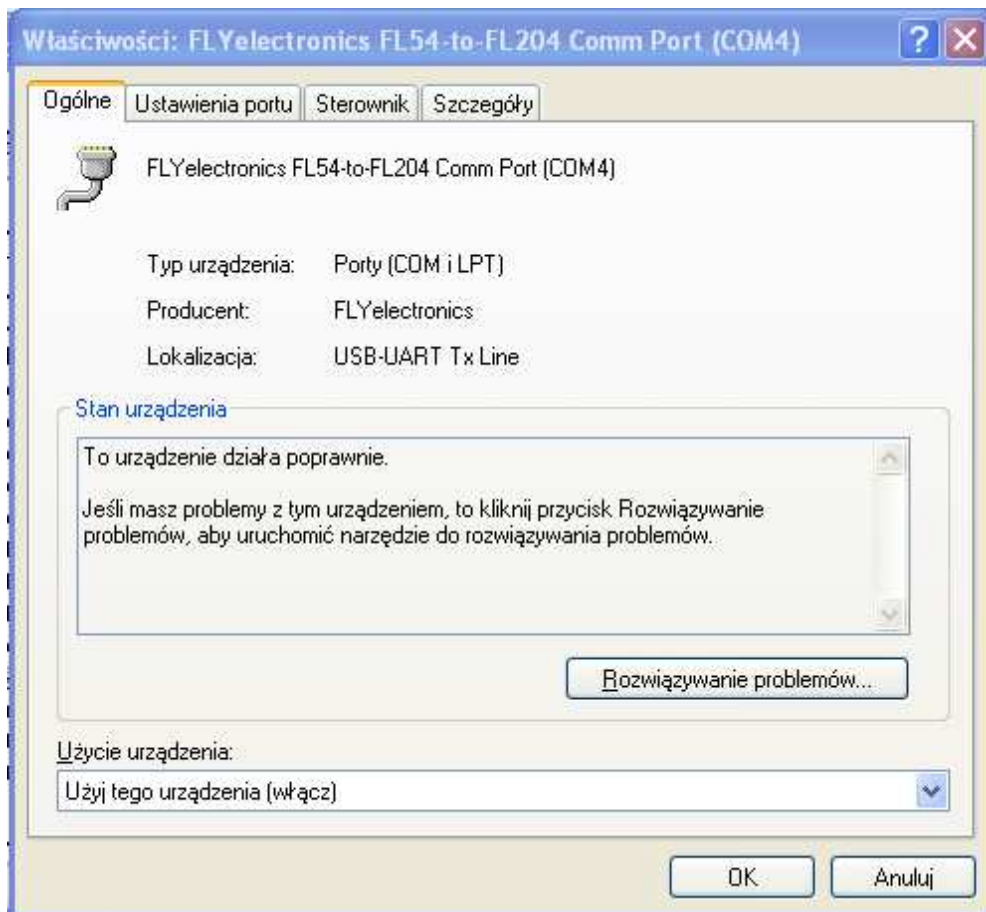 Właściwości: FLYelectronics FL54-to-FL204 Comm Port (COM4)
Ogólne Ustawienia portu Sterownik Szczegóły
FLYelectronics FL54-to-FL204 Comm Port (COM4)
Typ urządzenia: Porty (COM i LPT)
Producent: FLYelectronics
Lokalizacja: USB-UART Tx Line
Stan urządzenia
To urządzenie działa poprawnie.
Jeśli masz problemy z tym urządzeniem, to kliknij przycisk Rozwiązywanie
problemów, aby uruchomić narzędzie do rozwiązywania problemów.
Rozwiązywanie problemów...
Użycie urządzenia:
Użyj tego urządzenia (włącz)
OK Anuluj